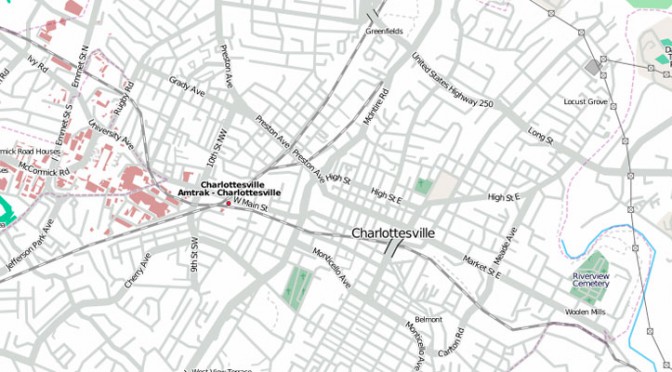 Greenfields
Ivy Rd
Emmet St N
Preston Ave
United States Highway 250
Grady Ave
Rugby Rd
McIntire Rd
Locust Grove
Emmet St S
University Ave
Preston Ave
Long St
10th St NW
Preston Ave
rmick Road Houses
McCormick Rd
High St
Charlottesville
Amtrak - Charlottesville
High St E
High St E
W Main St
Jefferson Park Ave
Charlottesville
Meade Ave
Cherry Ave
9th St SW
Monticello Ave
Market St E
Riverview
Cemetery
Woolen Mills
Belmont
Monticello Ave
Carlton Rd
West View Terrace